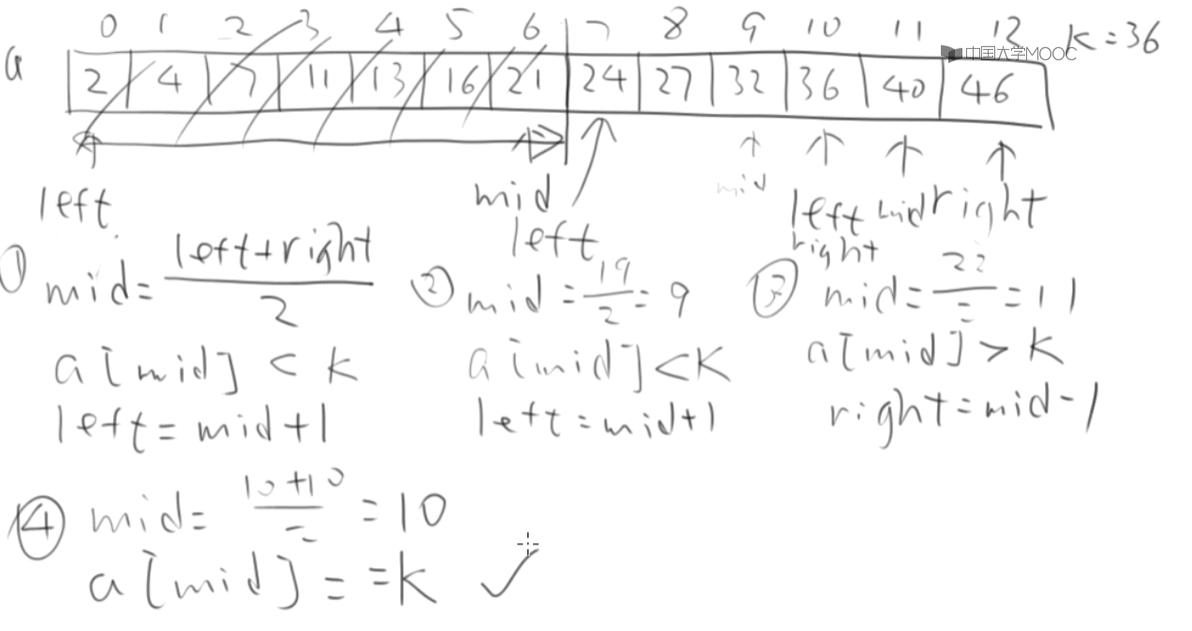 0 1 2 3 4 5 6 7 8 9 10 11 12 k=36
中国大学MOOC
a 2 4 7 11 13 16 21 24 27 32 36 40 46
left mid left mid left mid right
right
① mid= left+right / 2 ② mid = 19/2 = 9 ③ mid= 22/2 =11
a[mid] < k a[mid]<K a[mid] > k
left= mid+1 left=mid+1 right=mid-1
④ mid= 10+10 / 2 =10
a[mid]==k ✓